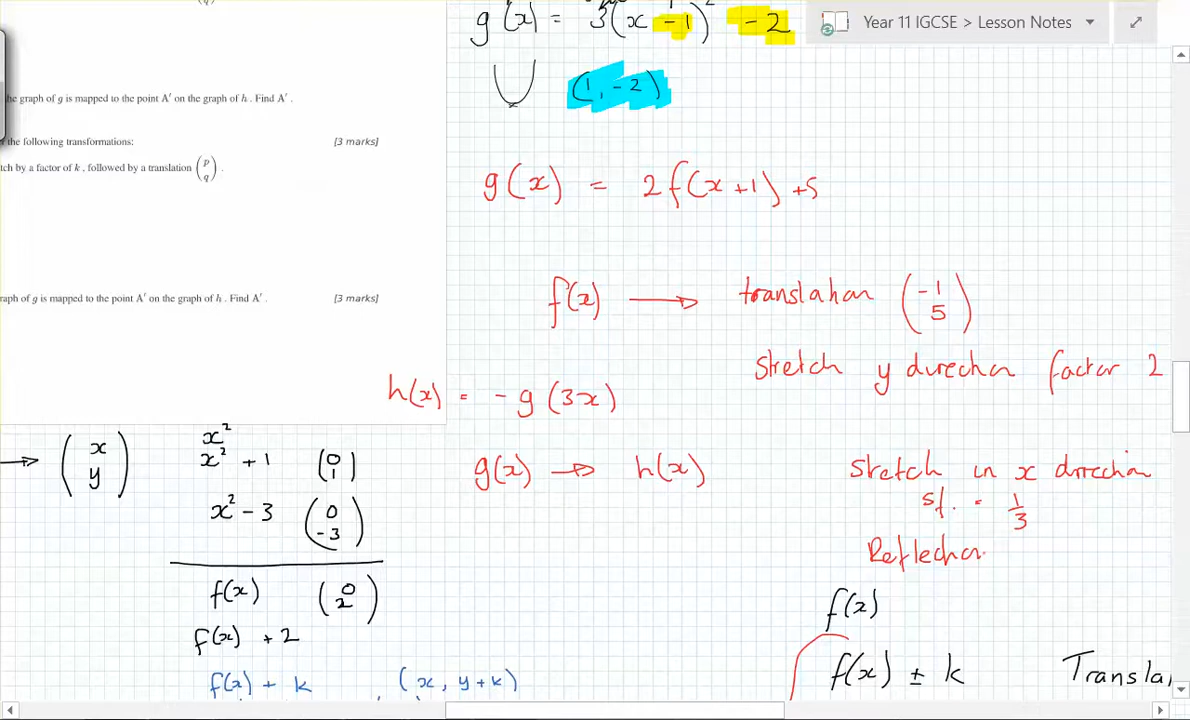 g(x) = 3(x - 1)² - 2
Year 11 IGCSE > Lesson Notes
(1, -2)
he graph of g is mapped to the point A′ on the graph of h . Find A′ .
the following transformations: [3 marks]
tch by a factor of k , followed by a translation (p q) .
g(x) = 2f(x+1) +5
raph of g is mapped to the point A′ on the graph of h . Find A′ . [3 marks]
f(x) → translation (-1 5)
stretch y direction factor 2
h(x) = - g(3x)
g(x) → h(x)
stretch in x direction
sf. = 1/3
Reflection
→ (x y)
x²
x² + 1 (0 1)
x² - 3 (0 -3)
f(x) (0 2)
f(x) + 2
f(x) + k (x, y+k)
f(x)
f(x) ± k Transla